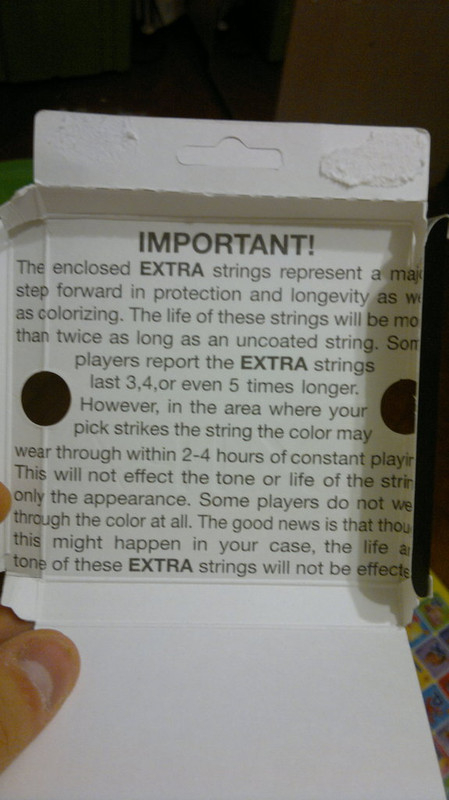 IMPORTANT!
The enclosed EXTRA strings represent a maj
step forward in protection and longevity as we
as colorizing. The life of these strings will be mo
than twice as long as an uncoated string. Som
players report the EXTRA strings
last 3,4,or even 5 times longer.
However, in the area where your
pick strikes the string the color may
wear through within 2-4 hours of constant playin
This will not effect the tone or life of the strin
only the appearance. Some players do not we
through the color at all. The good news is that thou
this might happen in your case, the life an
tone of these EXTRA strings will not be effecte